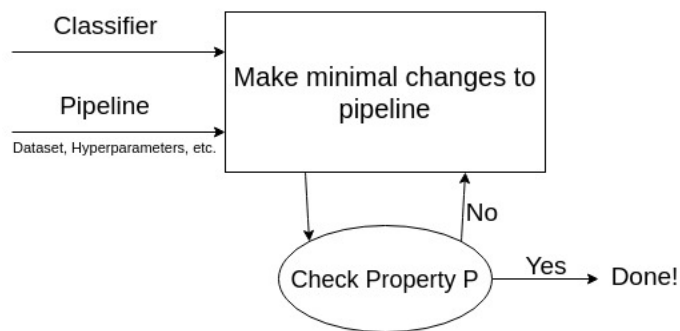 Classifier
Pipeline
Dataset, Hyperparameters, etc.
Make minimal changes to
pipeline
No
Check Property P
Yes
Done!